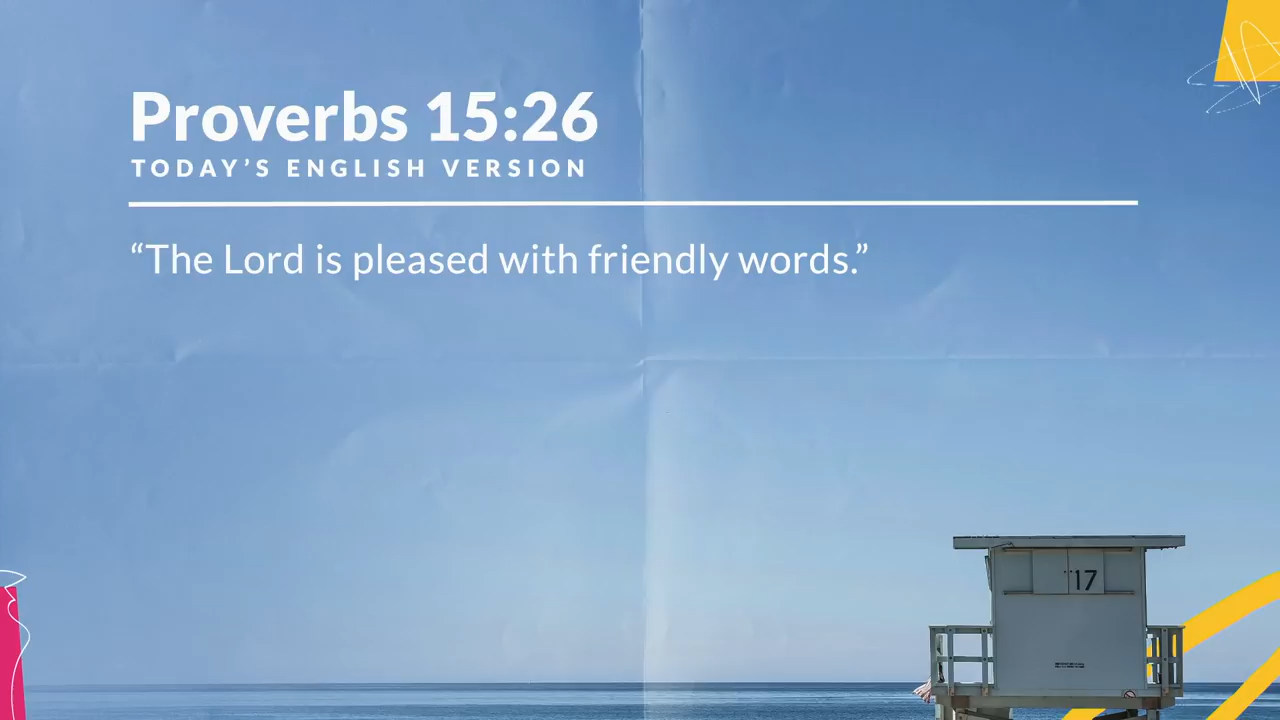 Proverbs 15:26
TODAY’S ENGLISH VERSION
“The Lord is pleased with friendly words.”
17